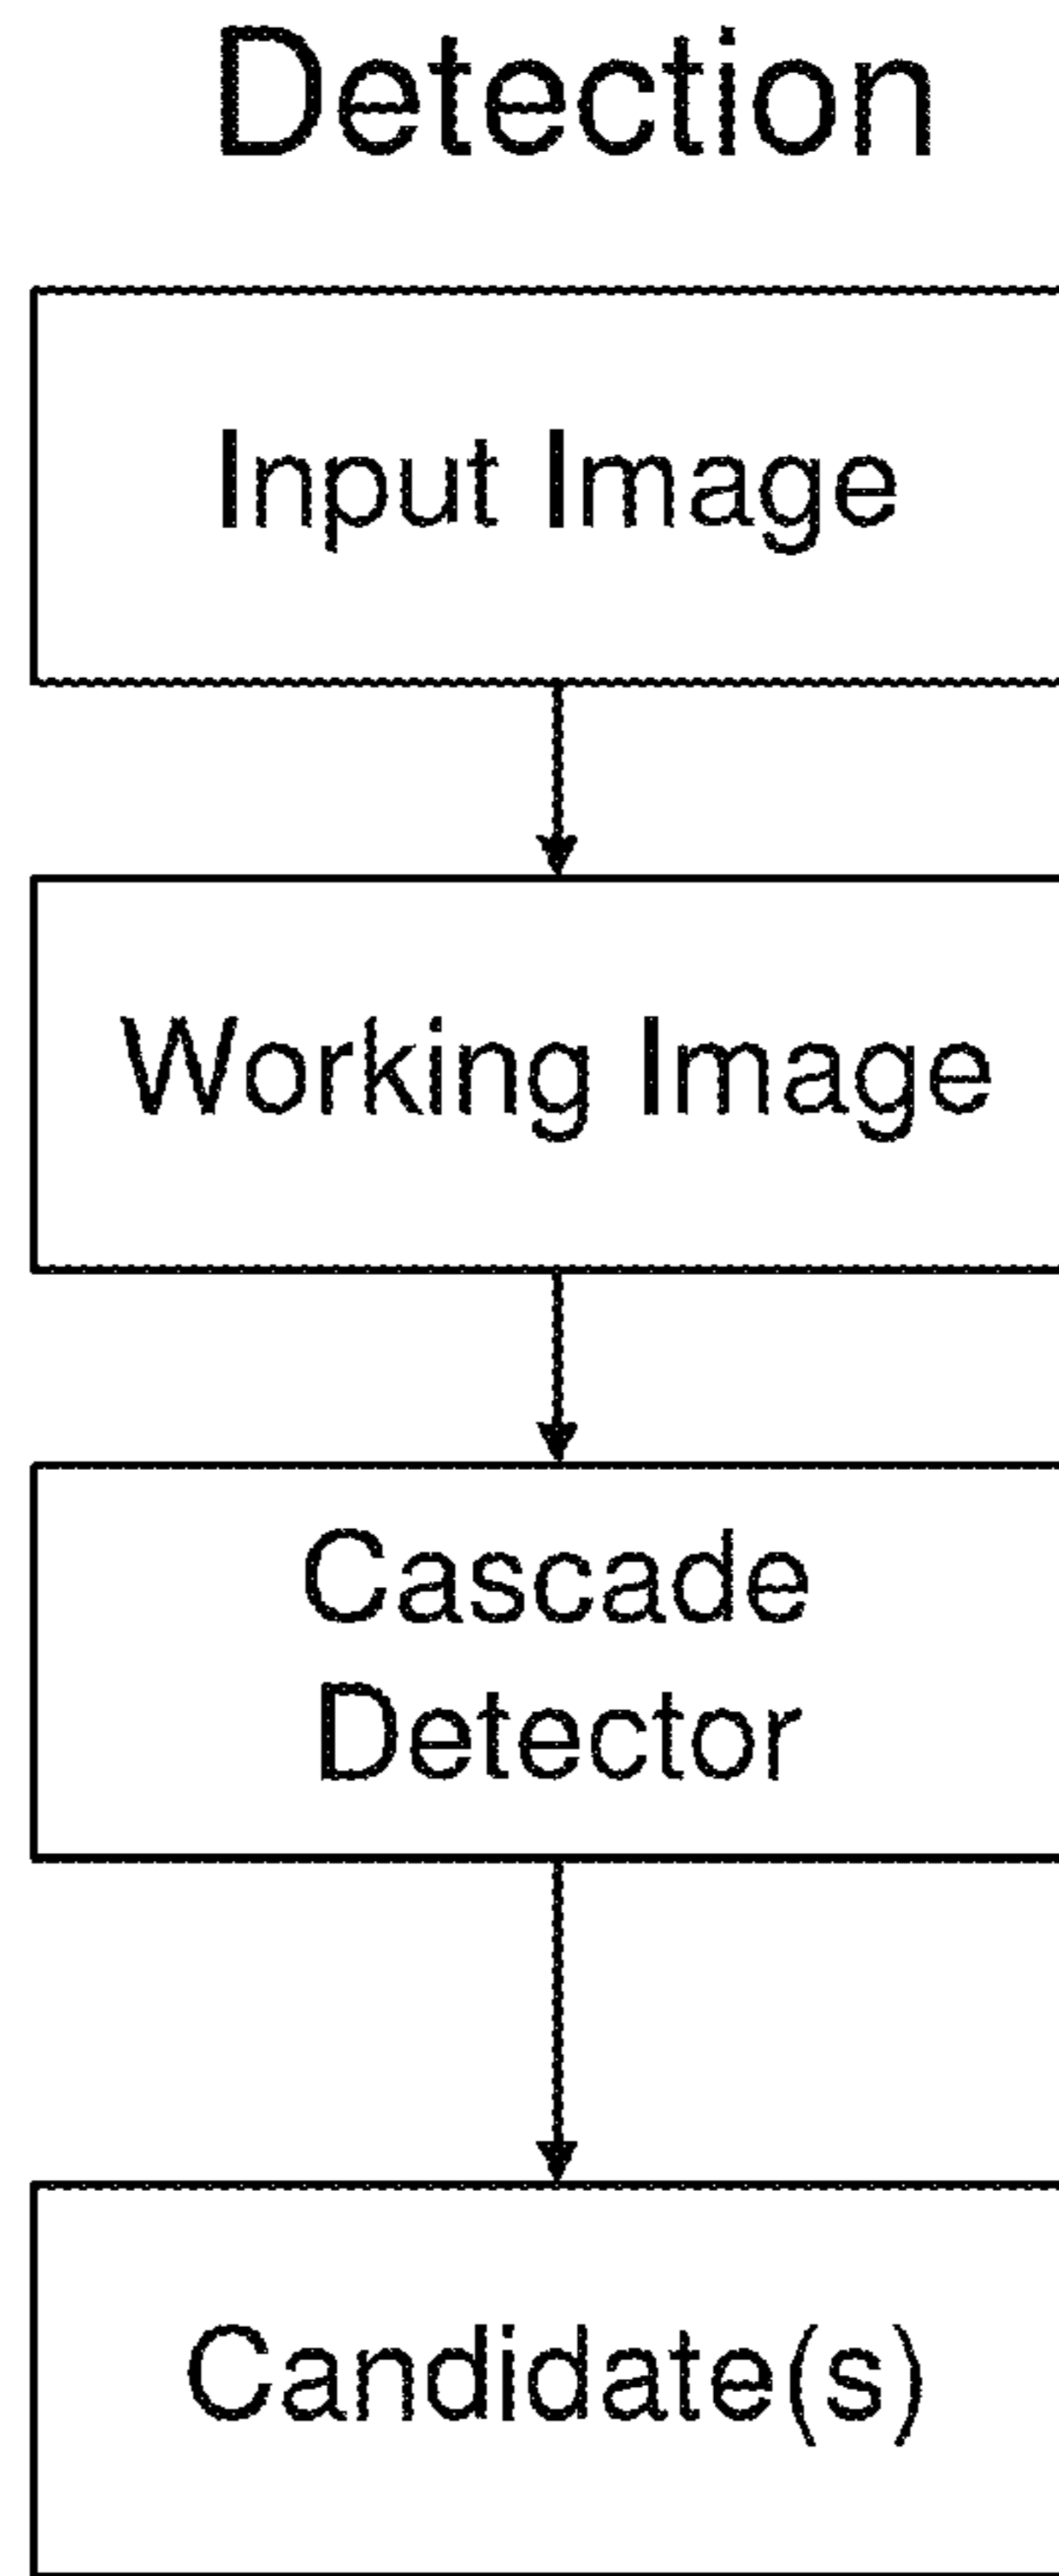 Detection
Input Image
Working Image
Cascade
Detector
Candidate(s)